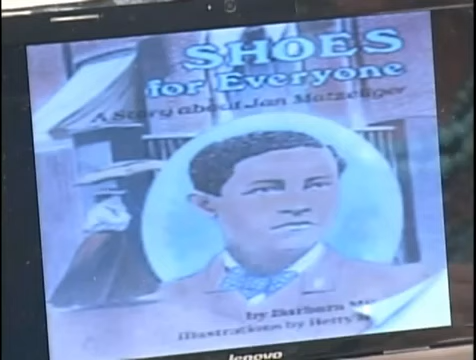 SHOES
for Everyone
A Story about Jan Matzeliger
by Barbara
illustrations by
lenovo